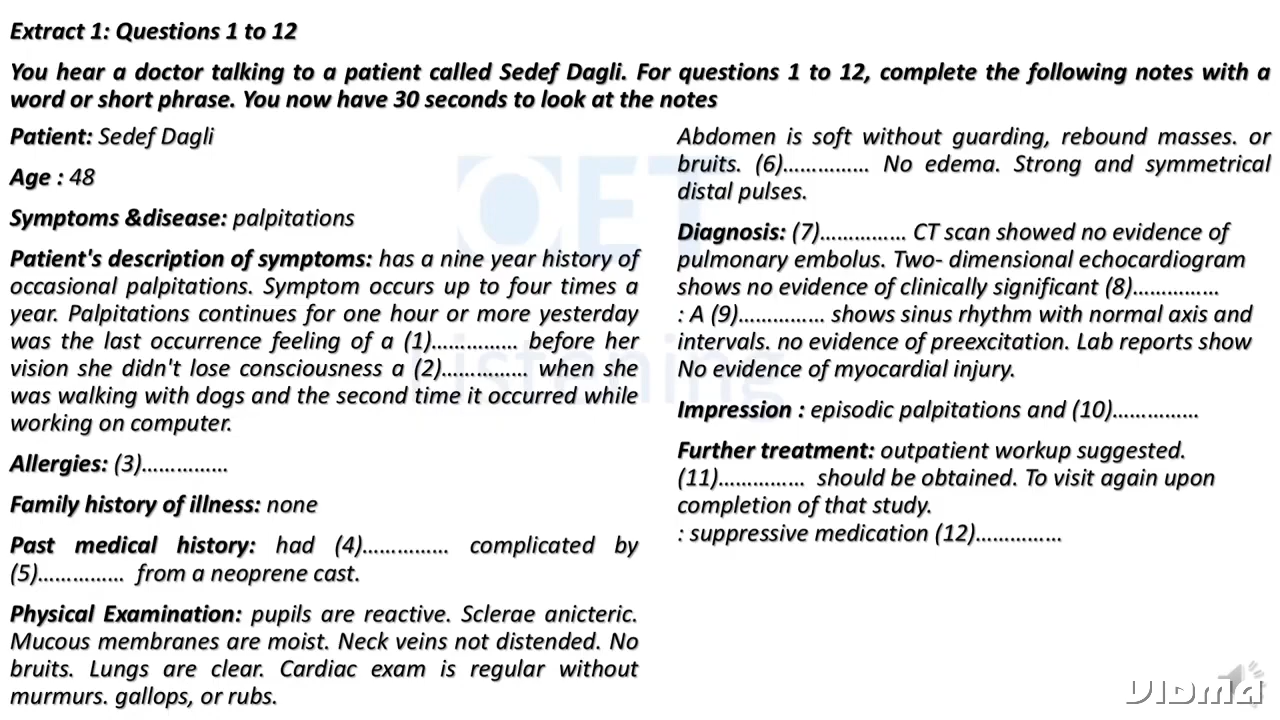 Extract 1: Questions 1 to 12
You hear a doctor talking to a patient called Sedef Dagli. For questions 1 to 12, complete the following notes with a
word or short phrase. You now have 30 seconds to look at the notes
Patient: Sedef Dagli
Age : 48
Symptoms &disease: palpitations
Patient's description of symptoms: has a nine year history of
occasional palpitations. Symptom occurs up to four times a
year. Palpitations continues for one hour or more yesterday
was the last occurrence feeling of a (1)…………… before her
vision she didn't lose consciousness a (2)…………… when she
was walking with dogs and the second time it occurred while
working on computer.
Allergies: (3)……………
Family history of illness: none
Past medical history: had (4)…………… complicated by
(5)…………… from a neoprene cast.
Physical Examination: pupils are reactive. Sclerae anicteric.
Mucous membranes are moist. Neck veins not distended. No
bruits. Lungs are clear. Cardiac exam is regular without
murmurs. gallops, or rubs.
Abdomen is soft without guarding, rebound masses. or
bruits. (6)…………… No edema. Strong and symmetrical
distal pulses.
Diagnosis: (7)…………… CT scan showed no evidence of
pulmonary embolus. Two- dimensional echocardiogram
shows no evidence of clinically significant (8)……………
: A (9)…………… shows sinus rhythm with normal axis and
intervals. no evidence of preexcitation. Lab reports show
No evidence of myocardial injury.
Impression : episodic palpitations and (10)……………
Further treatment: outpatient workup suggested.
(11)…………… should be obtained. To visit again upon
completion of that study.
: suppressive medication (12)……………
OET
Listening
VIDMA